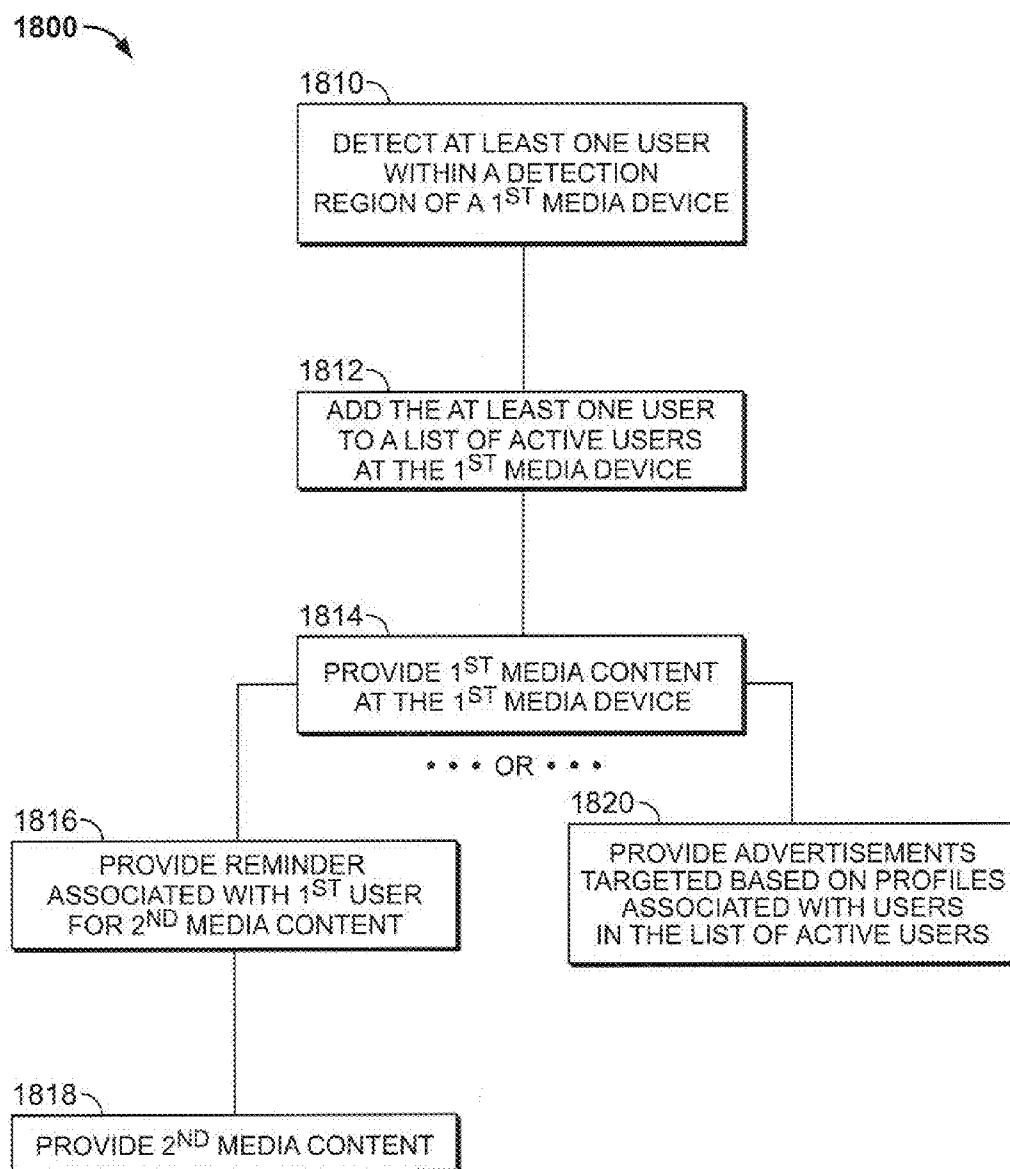 1800
1810
DETECT AT LEAST ONE USER
WITHIN A DETECTION
REGION OF A 1ST MEDIA DEVICE
1812
ADD THE AT LEAST ONE USER
TO A LIST OF ACTIVE USERS
AT THE 1ST MEDIA DEVICE
1814
PROVIDE 1ST MEDIA CONTENT
AT THE 1ST MEDIA DEVICE
• • • OR • • •
1816
PROVIDE REMINDER
ASSOCIATED WITH 1ST USER
FOR 2ND MEDIA CONTENT
1820
PROVIDE ADVERTISEMENTS
TARGETED BASED ON PROFILES
ASSOCIATED WITH USERS
IN THE LIST OF ACTIVE USERS
1818
PROVIDE 2ND MEDIA CONTENT